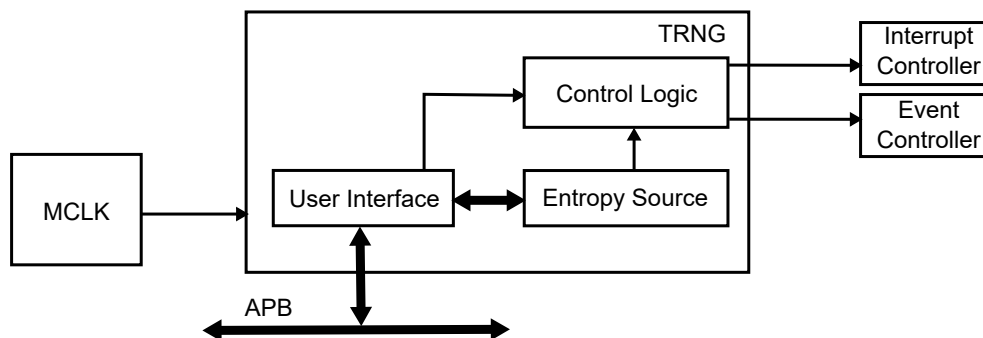 TRNG
Interrupt
Controller
Control Logic
Event
Controller
MCLK
User Interface
Entropy Source
APB